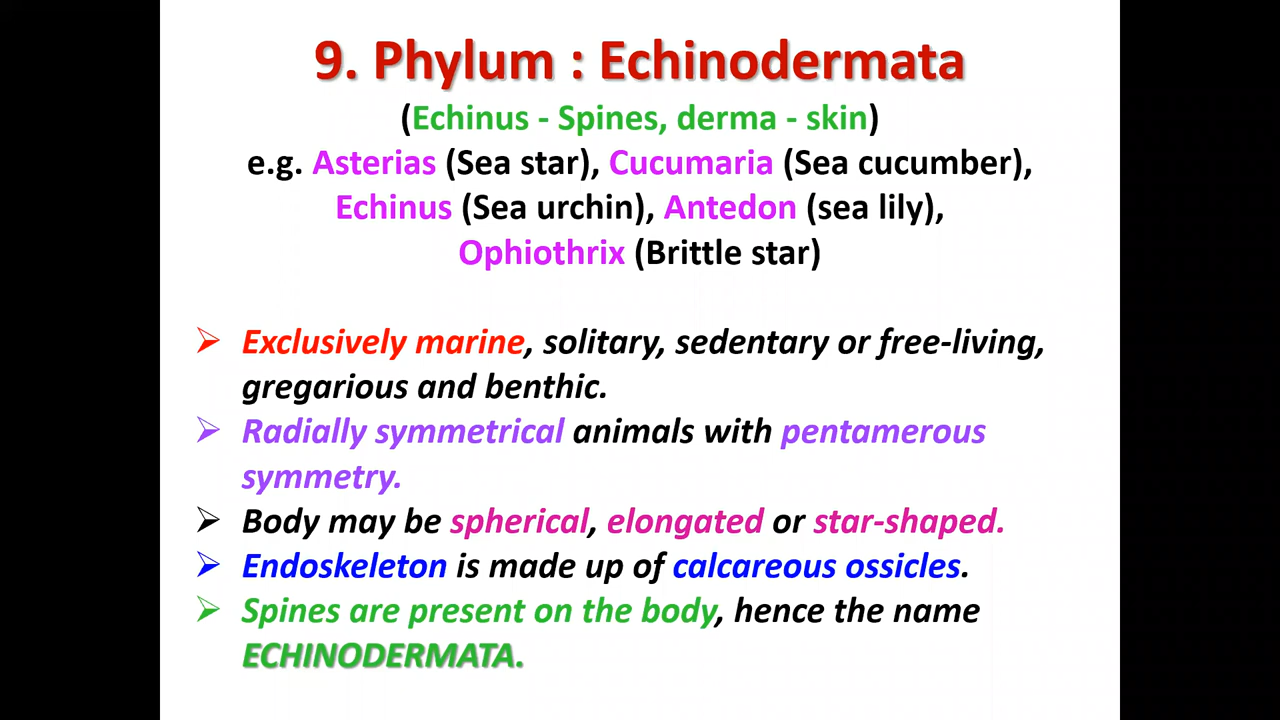 9. Phylum : Echinodermata
(Echinus - Spines, derma - skin)
e.g. Asterias (Sea star), Cucumaria (Sea cucumber),
Echinus (Sea urchin), Antedon (sea lily),
Ophiothrix (Brittle star)
➢ Exclusively marine, solitary, sedentary or free-living,
gregarious and benthic.
➢ Radially symmetrical animals with pentamerous
symmetry.
➢ Body may be spherical, elongated or star-shaped.
➢ Endoskeleton is made up of calcareous ossicles.
➢ Spines are present on the body, hence the name
ECHINODERMATA.